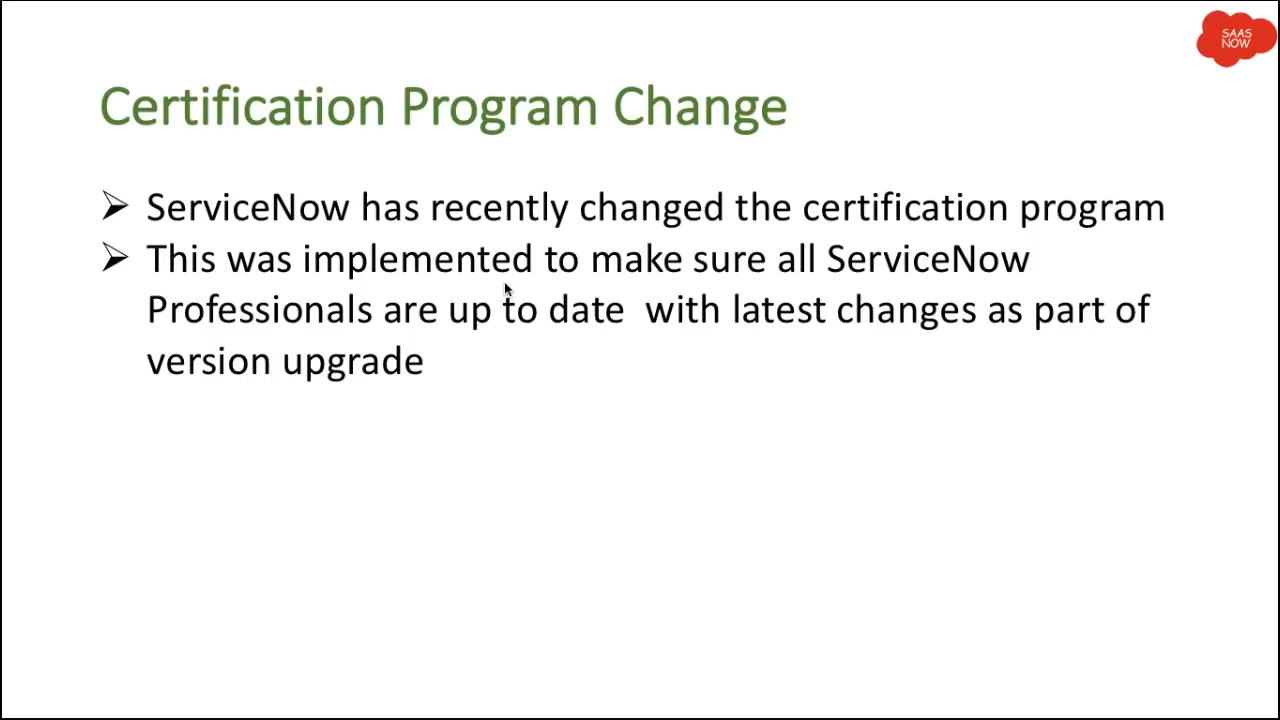 SAAS
NOW
Certification Program Change
➢ ServiceNow has recently changed the certification program
➢ This was implemented to make sure all ServiceNow
Professionals are up to date  with latest changes as part of
version upgrade